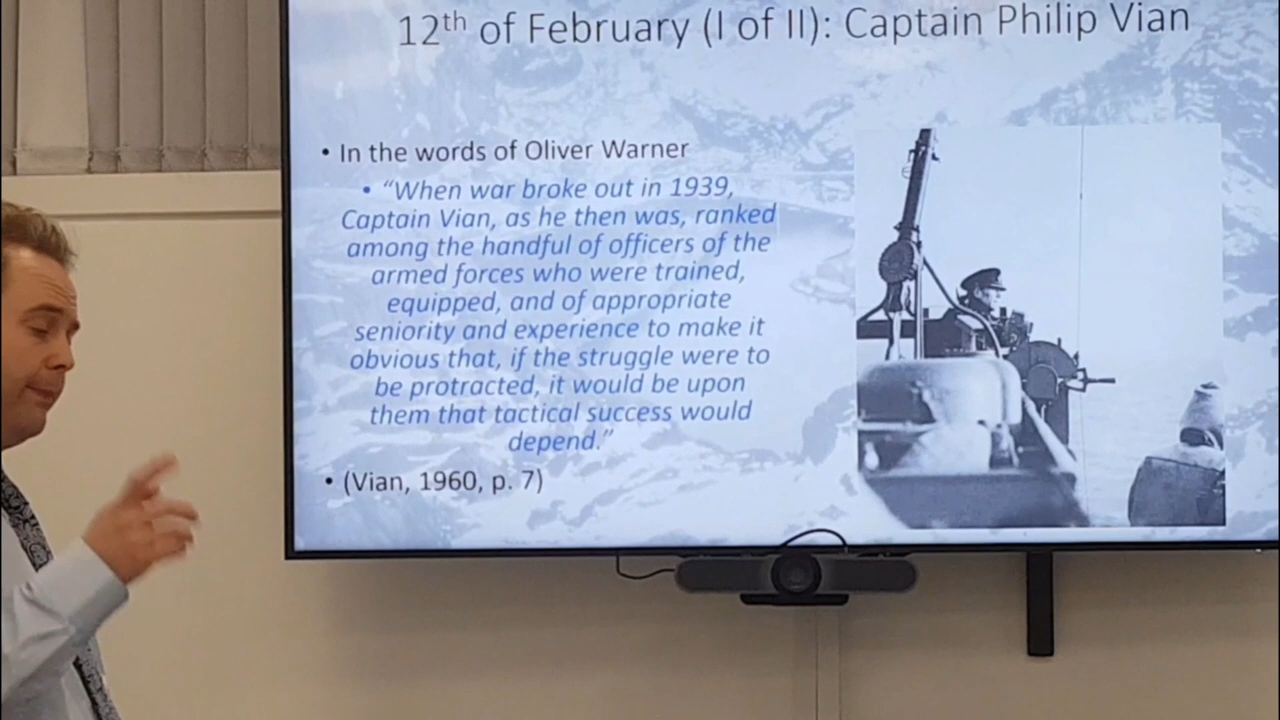 12th of February (I of II): Captain Philip Vian
• In the words of Oliver Warner
• “When war broke out in 1939,
Captain Vian, as he then was, ranked
among the handful of officers of the
armed forces who were trained,
equipped, and of appropriate
seniority and experience to make it
obvious that, if the struggle were to
be protracted, it would be upon
them that tactical success would
depend.”
• (Vian, 1960, p. 7)